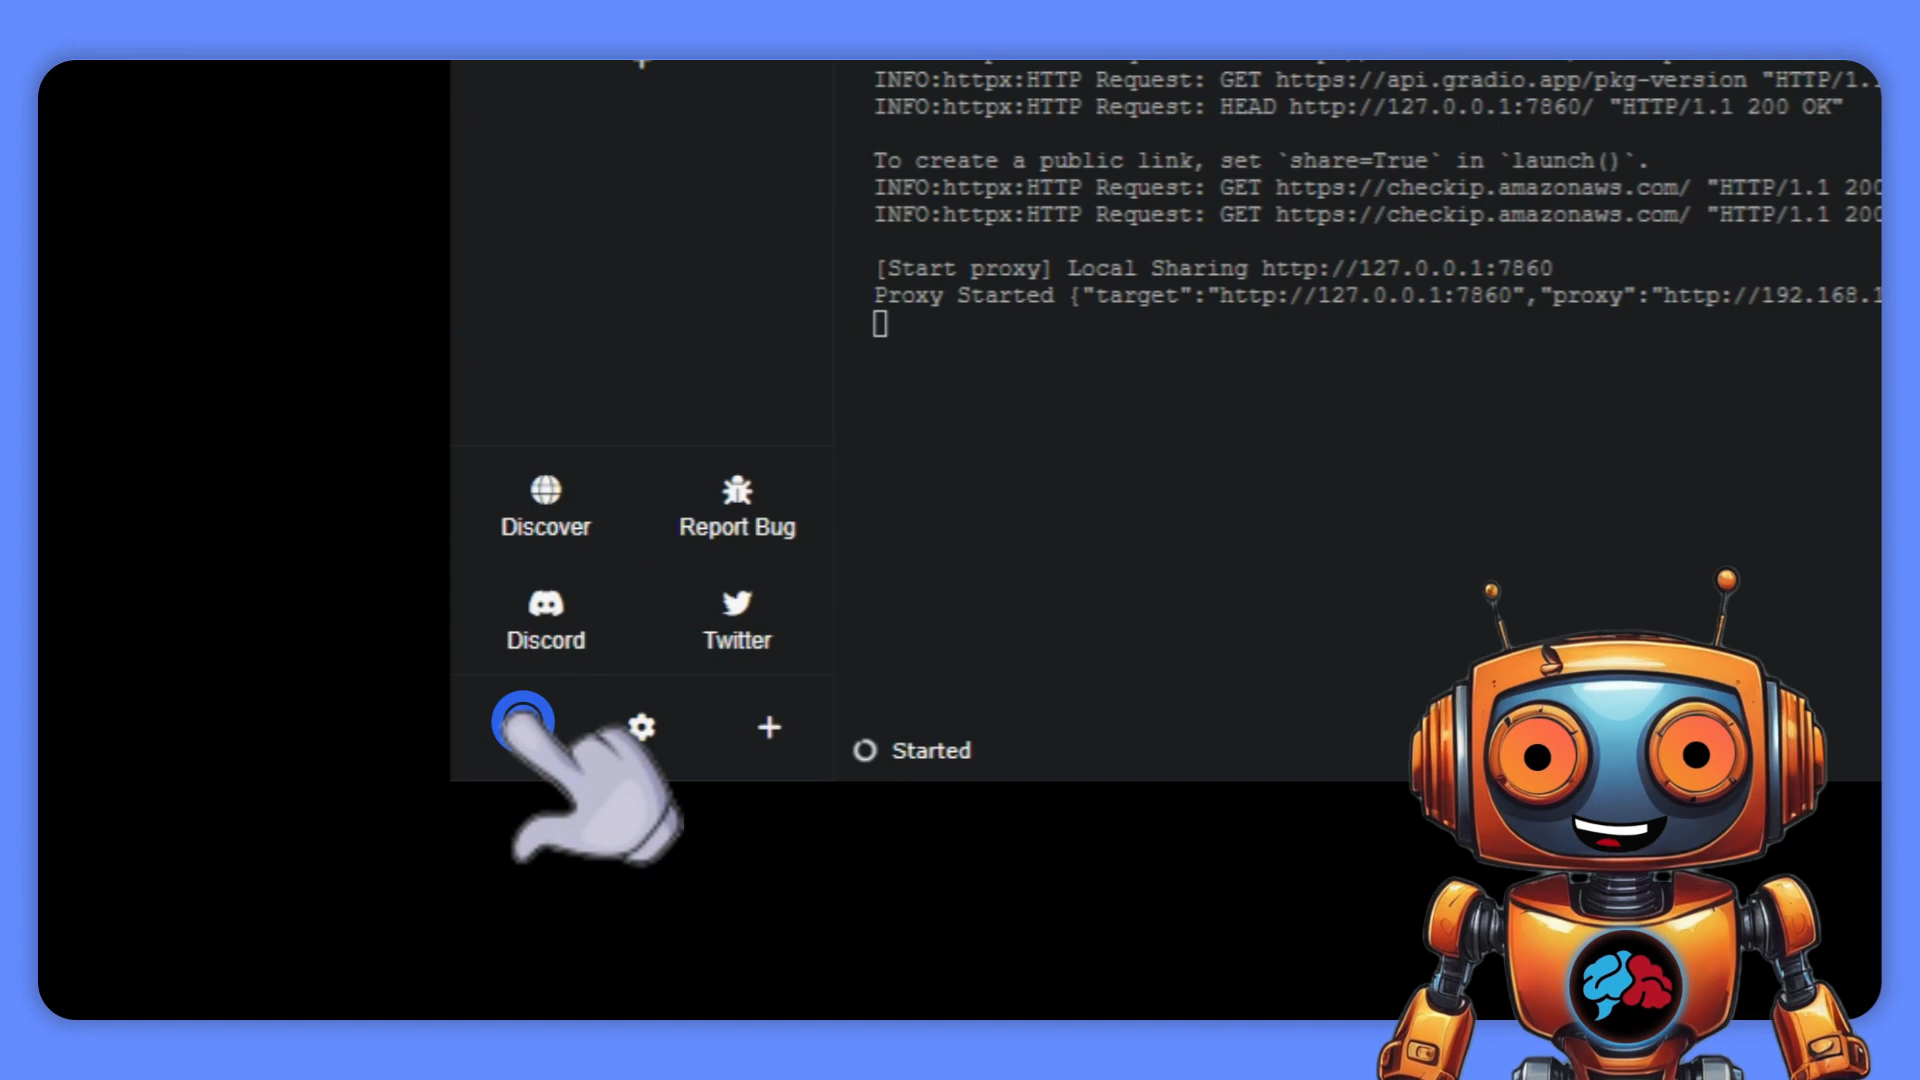 INFO:httpx:HTTP Request: GET https://api.gradio.app/pkg-version "HTTP/1.1
INFO:httpx:HTTP Request: HEAD http://127.0.0.1:7860/ "HTTP/1.1 200 OK"
To create a public link, set `share=True` in `launch()`.
INFO:httpx:HTTP Request: GET https://checkip.amazonaws.com/ "HTTP/1.1 200
INFO:httpx:HTTP Request: GET https://checkip.amazonaws.com/ "HTTP/1.1 200
[Start proxy] Local Sharing http://127.0.0.1:7860
Proxy Started {"target":"http://127.0.0.1:7860","proxy":"http://192.168.1
Discover
Report Bug
Discord
Twitter
Started